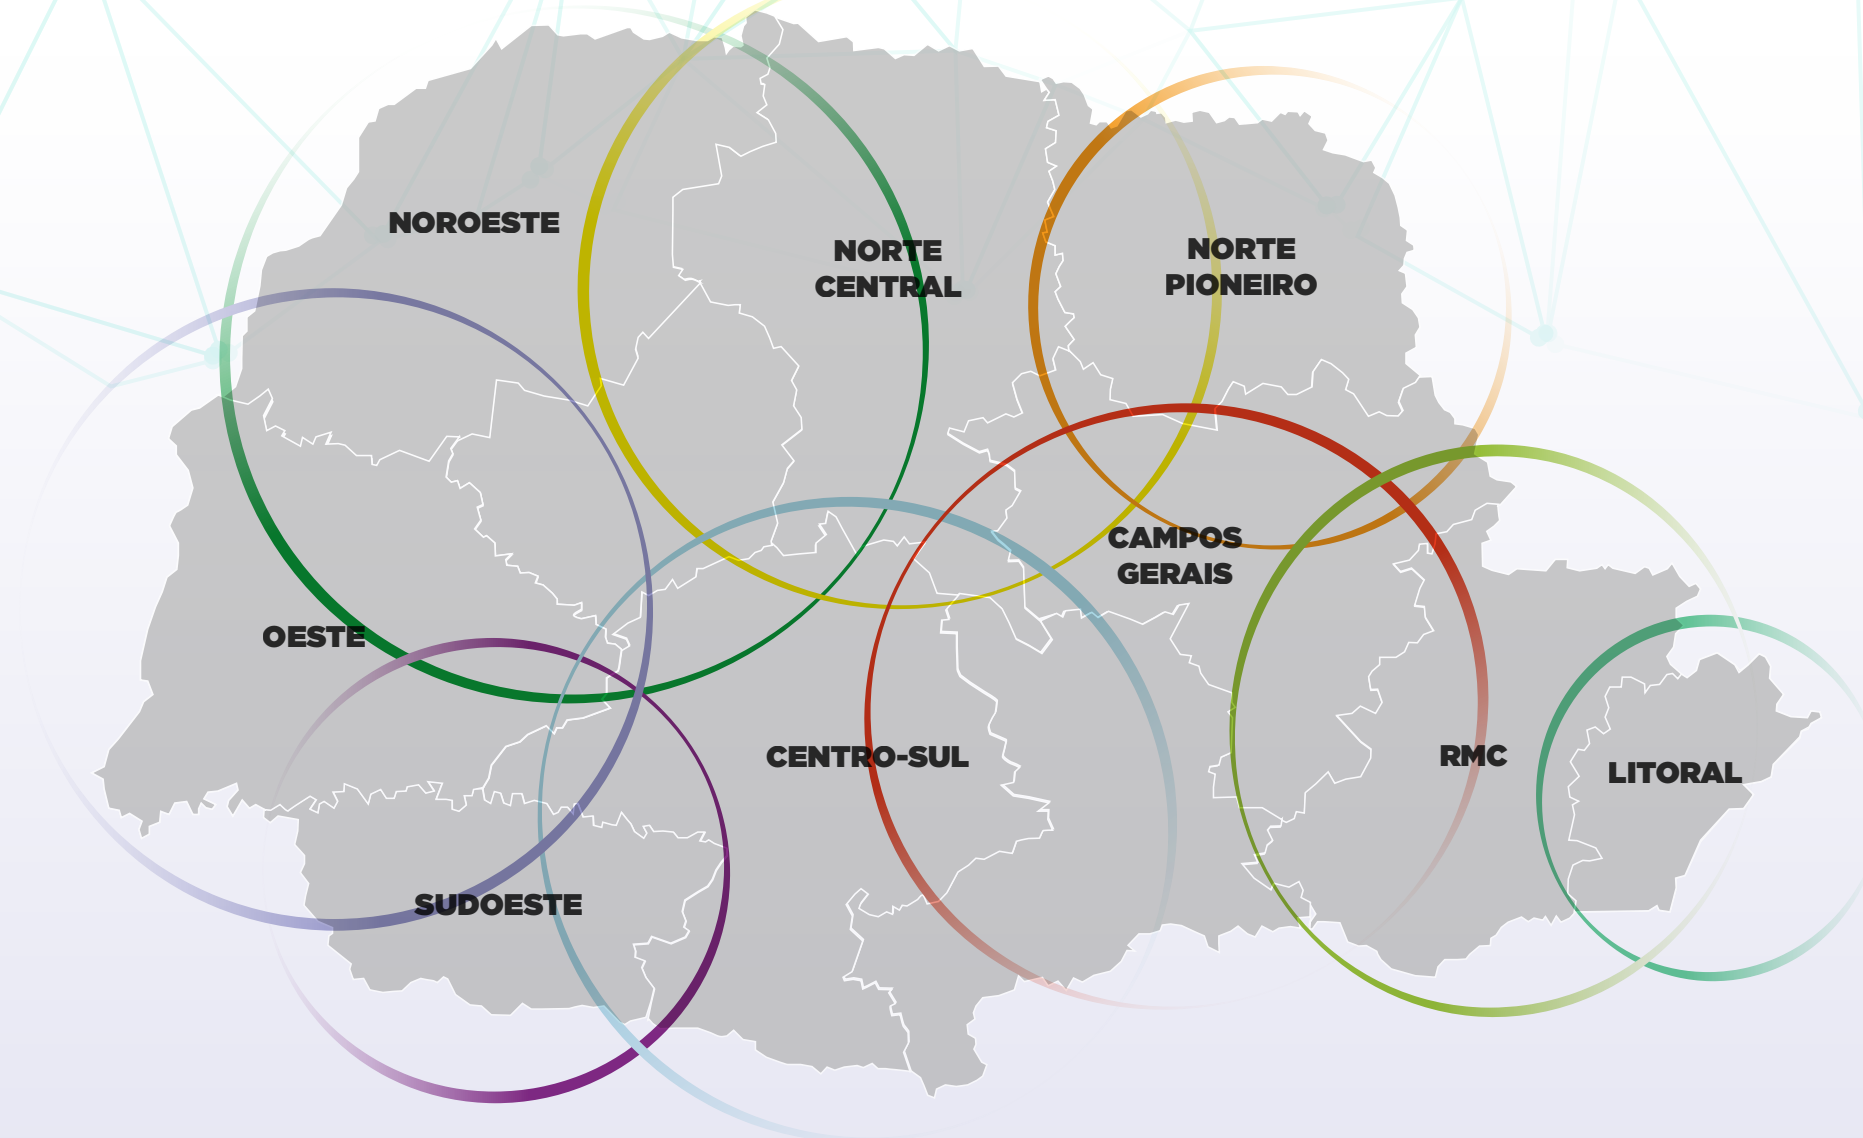 NOROESTE
NORTE
CENTRAL
NORTE
PIONEIRO
CAMPOS
GERAIS
OESTE
CENTRO-SUL
RMC
LITORAL
SUDOESTE